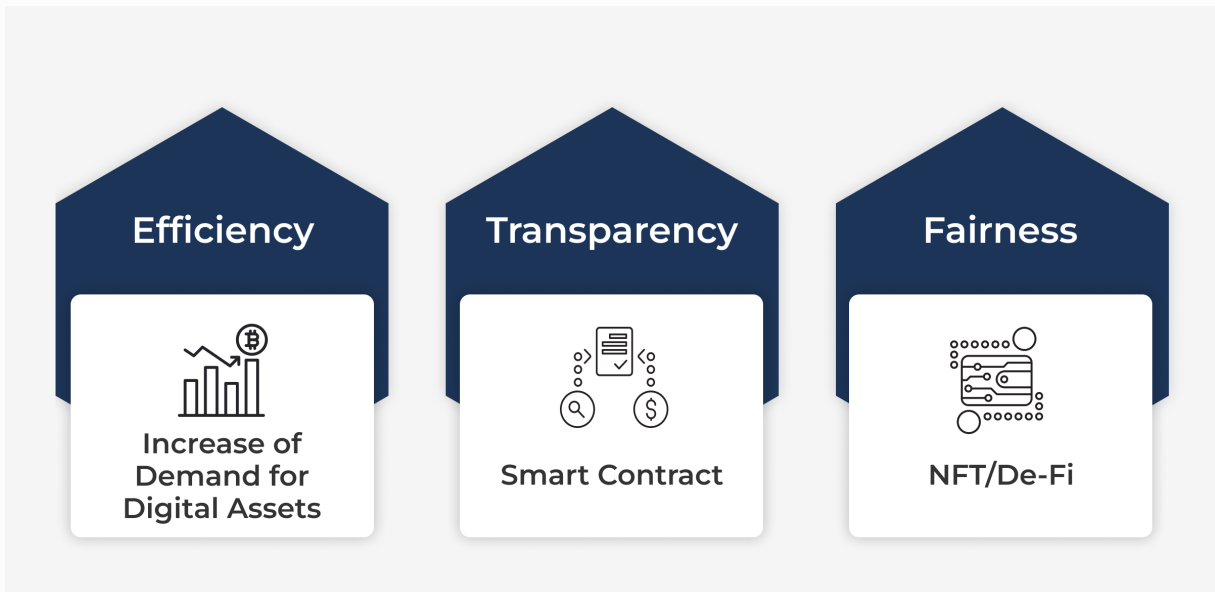 Efficiency
Transparency
Fairness
Increase of
Demand for
Digital Assets
Smart Contract
NFT/De-Fi